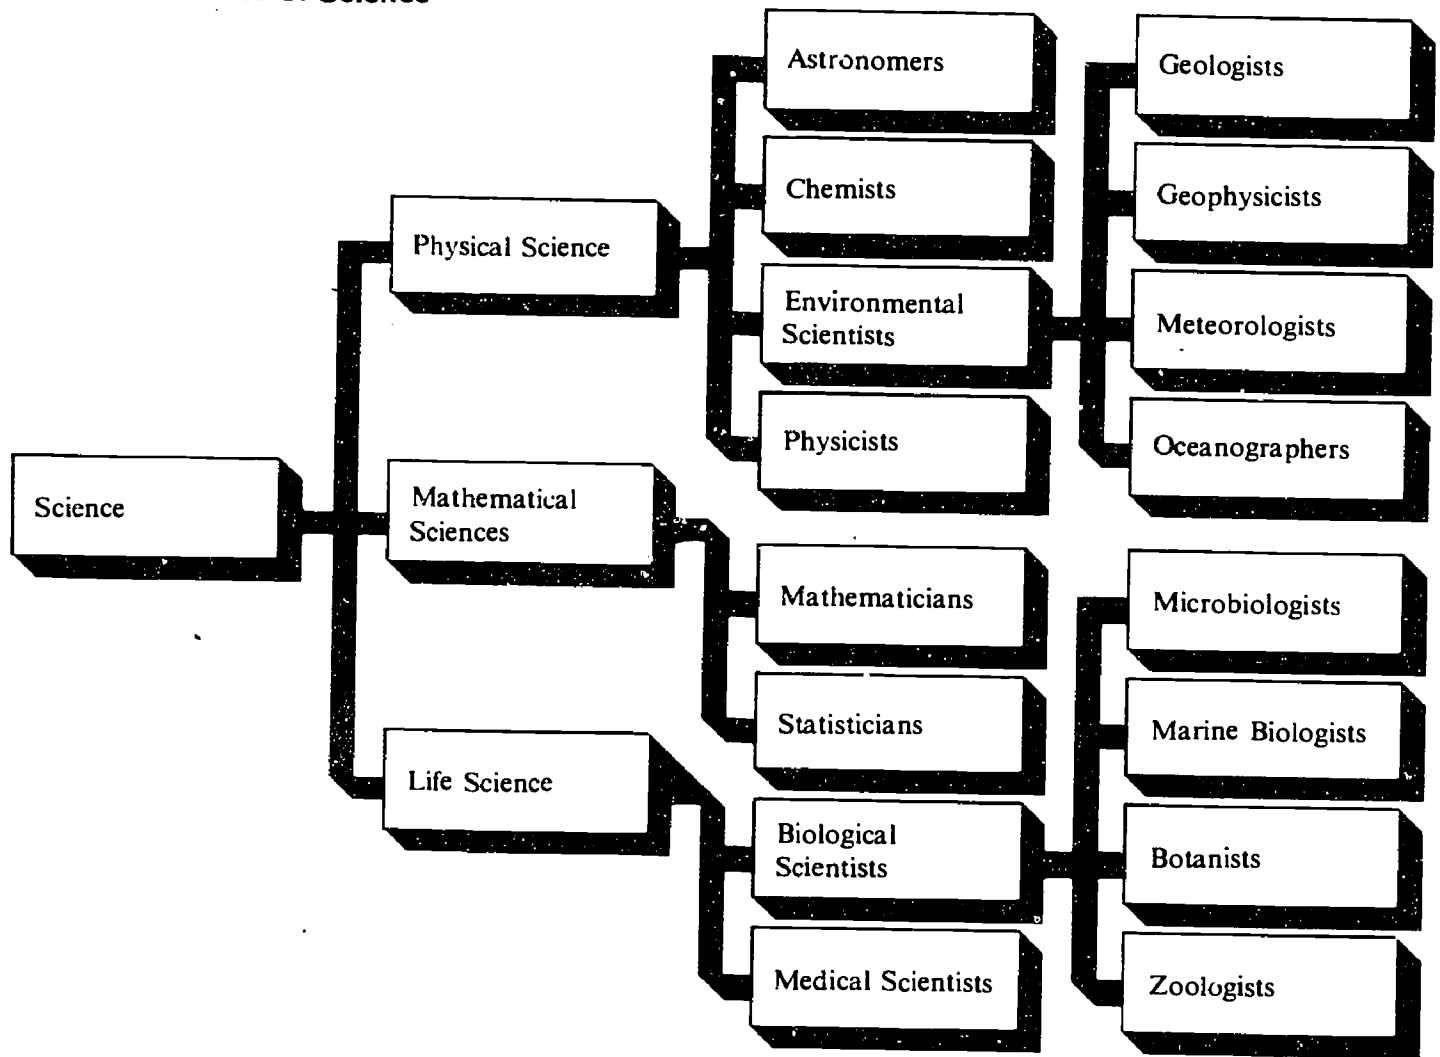 Science
Astronomers
Geologists
Chemists
Geophysicists
Physical Science
Environmental
Scientists
Meteorologists
Physicists
Oceanographers
Science
Mathematical
Sciences
Mathematicians
Microbiologists
Statisticians
Marine Biologists
Life Science
Biological
Scientists
Botanists
Medical Scientists
Zoologists